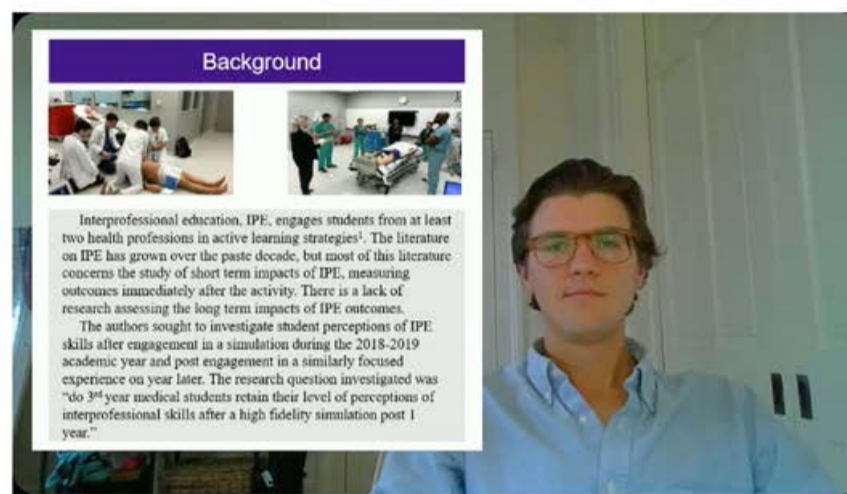 Background
Interprofessional education, IPE, engages students from at least
two health professions in active learning strategies¹. The literature
on IPE has grown over the paste decade, but most of this literature
concerns the study of short term impacts of IPE, measuring
outcomes immediately after the activity. There is a lack of
research assessing the long term impacts of IPE outcomes.
The authors sought to investigate student perceptions of IPE
skills after engagement in a simulation during the 2018-2019
academic year and post engagement in a similarly focused
experience on year later. The research question investigated was
“do 3ʳᵈ year medical students retain their level of perceptions of
interprofessional skills after a high fidelity simulation post 1
year.”